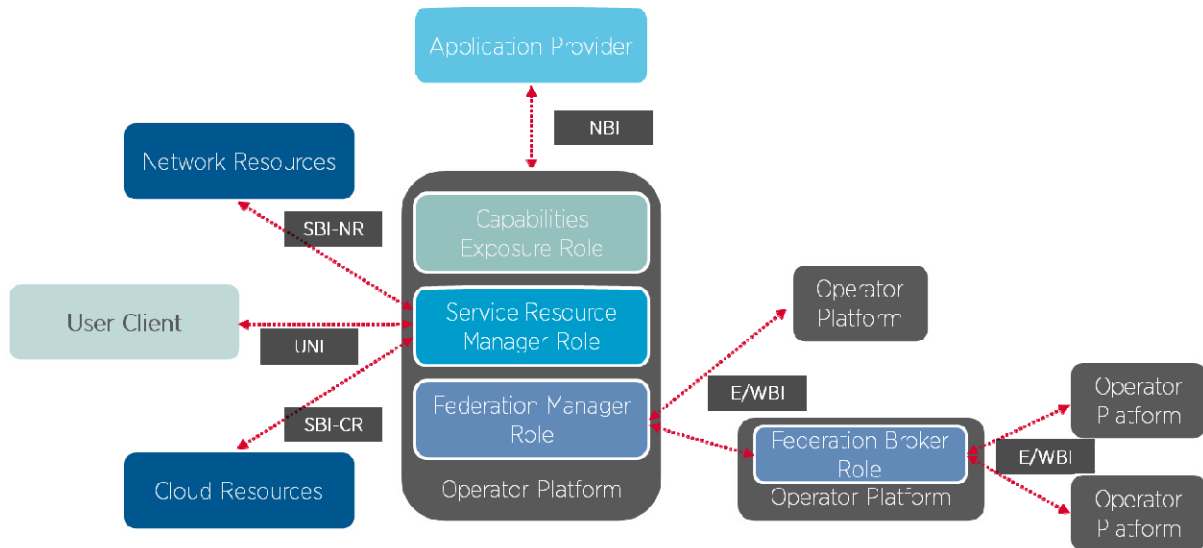 Application Provider
NBI
Network Resources
SBI-NR
Capabilities
Exposure Role
User Client
UNI
Service Resource
Manager Role
SBI-CR
Federation Manager
Role
Cloud Resources
Operator Platform
Operator
Platform
E/WBI
Federation Broker
Role
Operator Platform
Operator
Platform
E/WBI
Operator
Platform